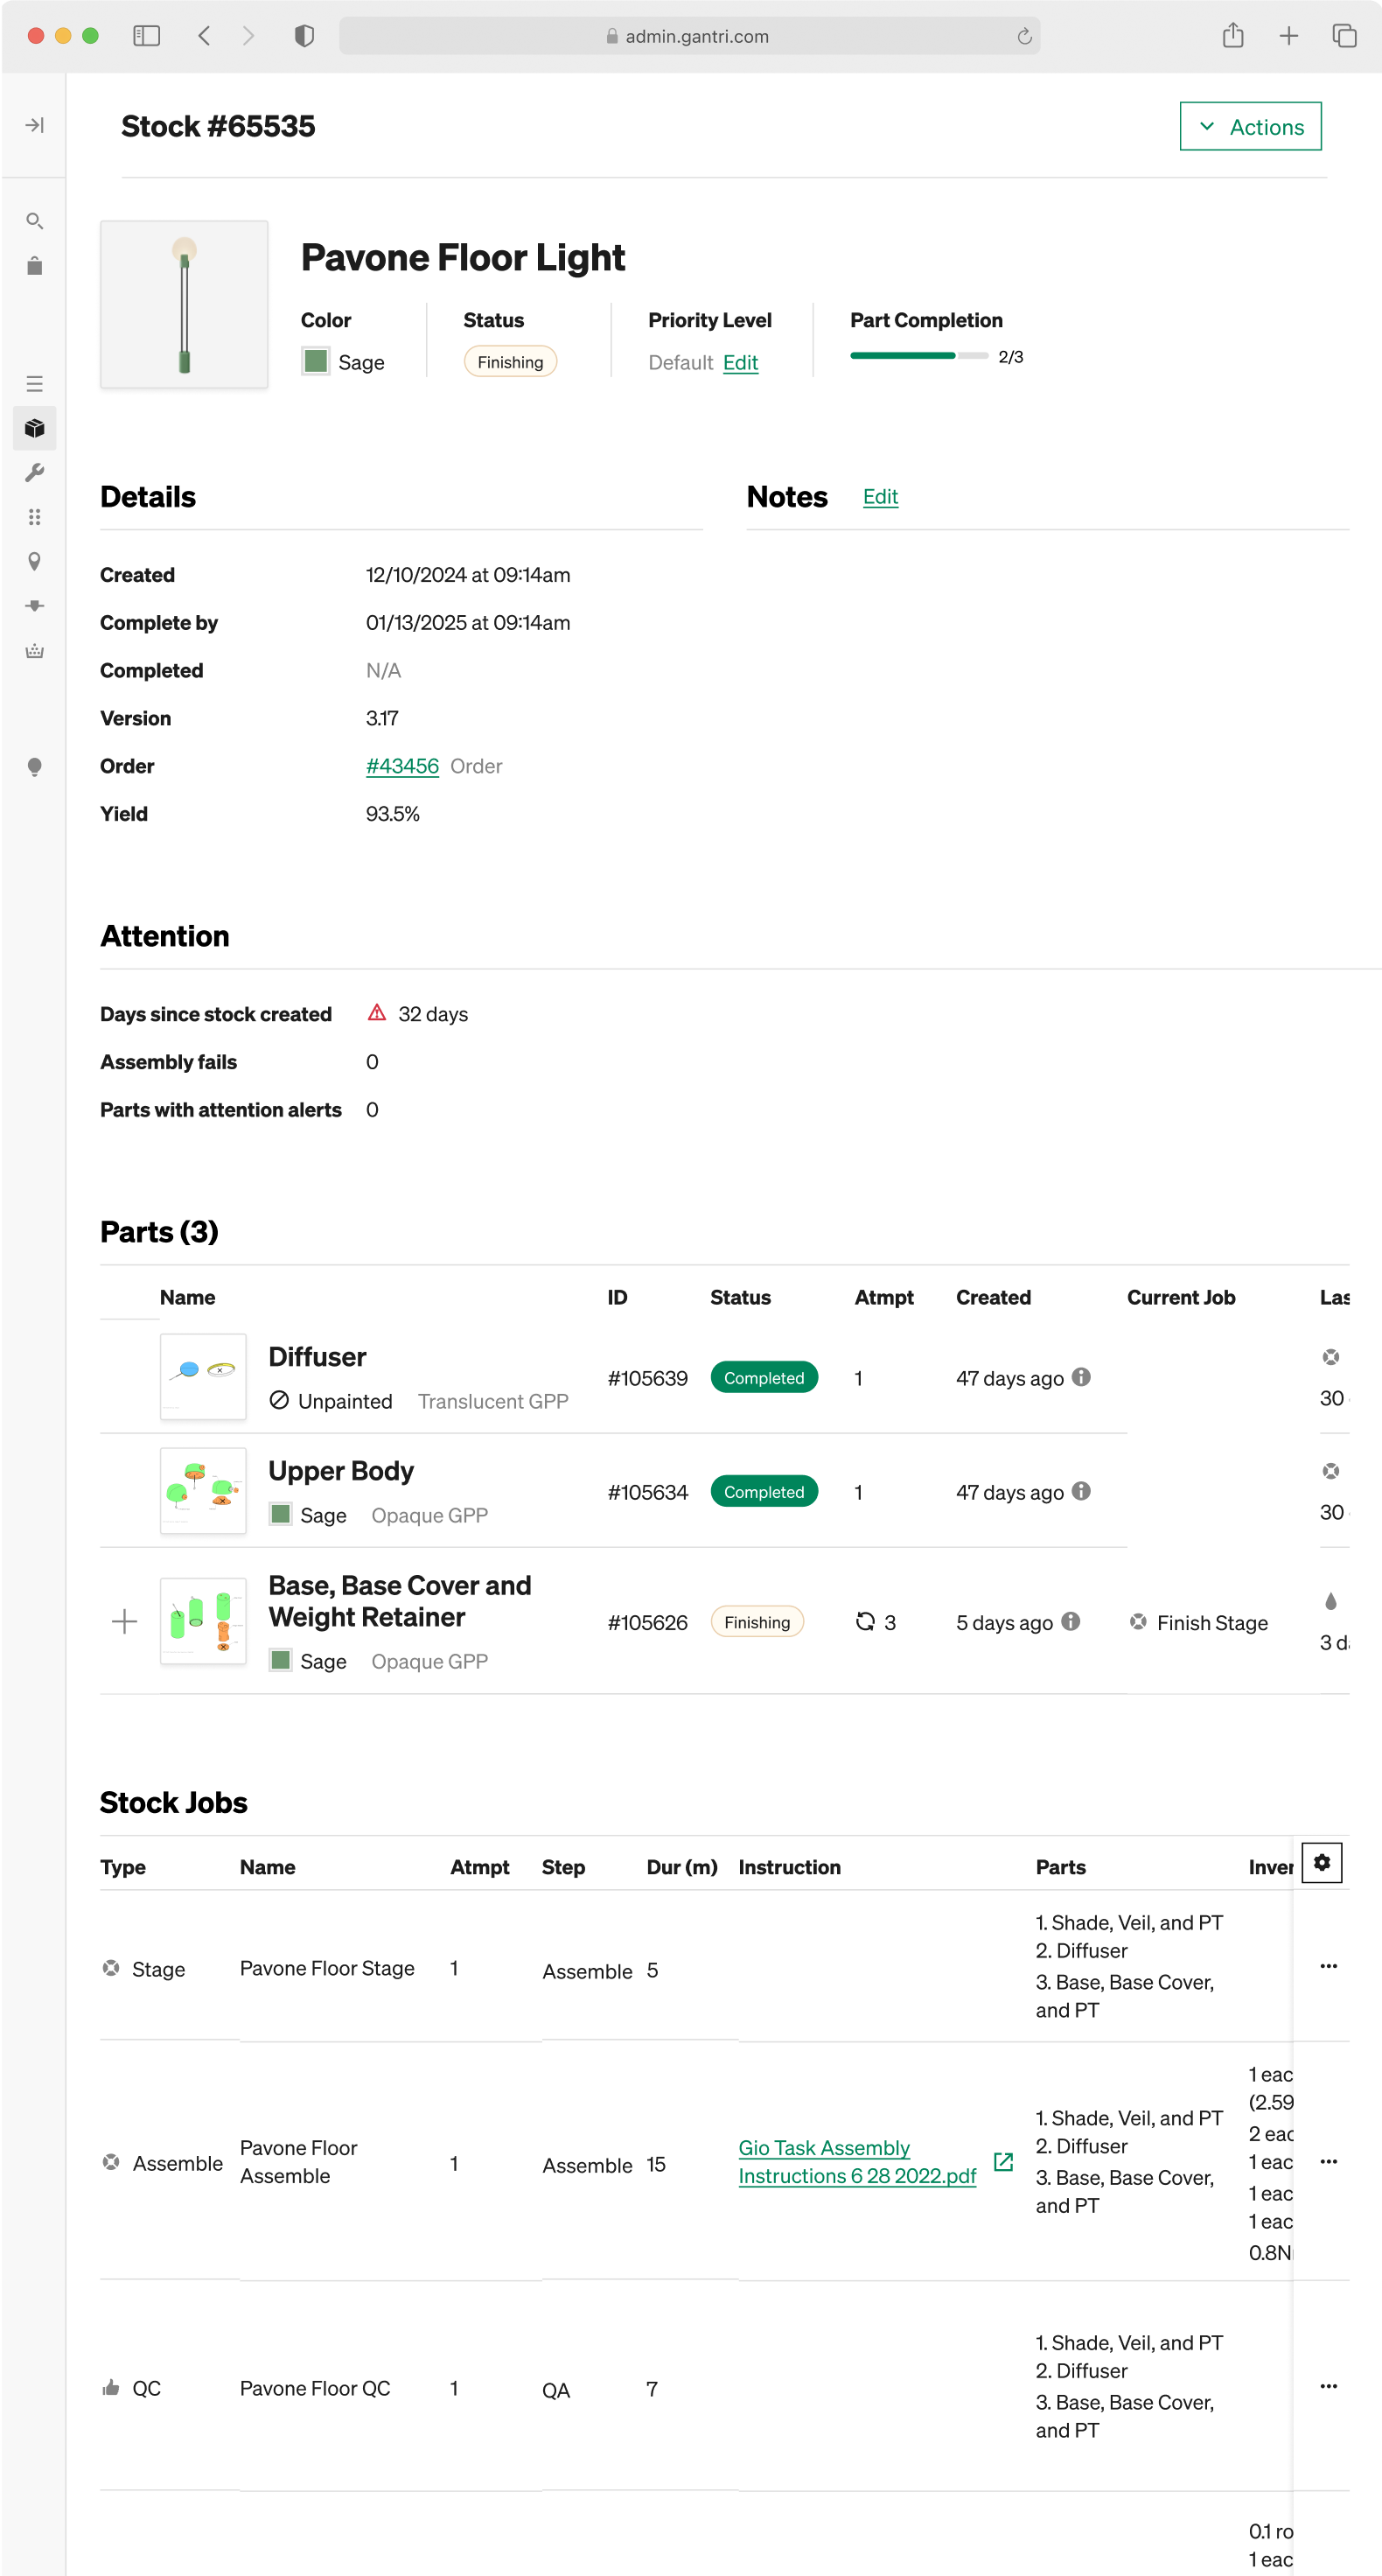 admin.gantri.com
Stock #65535
Actions
Pavone Floor Light
Color
Status
Priority Level
Part Completion
Sage
Finishing
Default Edit
2/3
Details
Notes Edit
Created 12/10/2024 at 09:14am
Complete by 01/13/2025 at 09:14am
Completed N/A
Version 3.17
Order #43456 Order
Yield 93.5%
Attention
Days since stock created 32 days
Assembly fails 0
Parts with attention alerts 0
Parts (3)
Name ID Status Atmpt Created Current Job Las
Diffuser
Unpainted Translucent GPP
#105639 Completed 1 47 days ago
30
Upper Body
Sage Opaque GPP
#105634 Completed 1 47 days ago
30
Base, Base Cover and
Weight Retainer
Sage Opaque GPP
#105626 Finishing 3 5 days ago Finish Stage
3 d
Stock Jobs
Type Name Atmpt Step Dur (m) Instruction Parts Inver
Stage Pavone Floor Stage 1 Assemble 5
1. Shade, Veil, and PT
2. Diffuser
3. Base, Base Cover,
and PT
Assemble
Pavone Floor
Assemble
1 Assemble 15
Gio Task Assembly
Instructions 6 28 2022.pdf
1. Shade, Veil, and PT
2. Diffuser
3. Base, Base Cover,
and PT
1 eac
(2.59
2 eac
1 eac
1 eac
1 eac
0.8N
QC Pavone Floor QC 1 QA 7
1. Shade, Veil, and PT
2. Diffuser
3. Base, Base Cover,
and PT
0.1 ro
1 eac